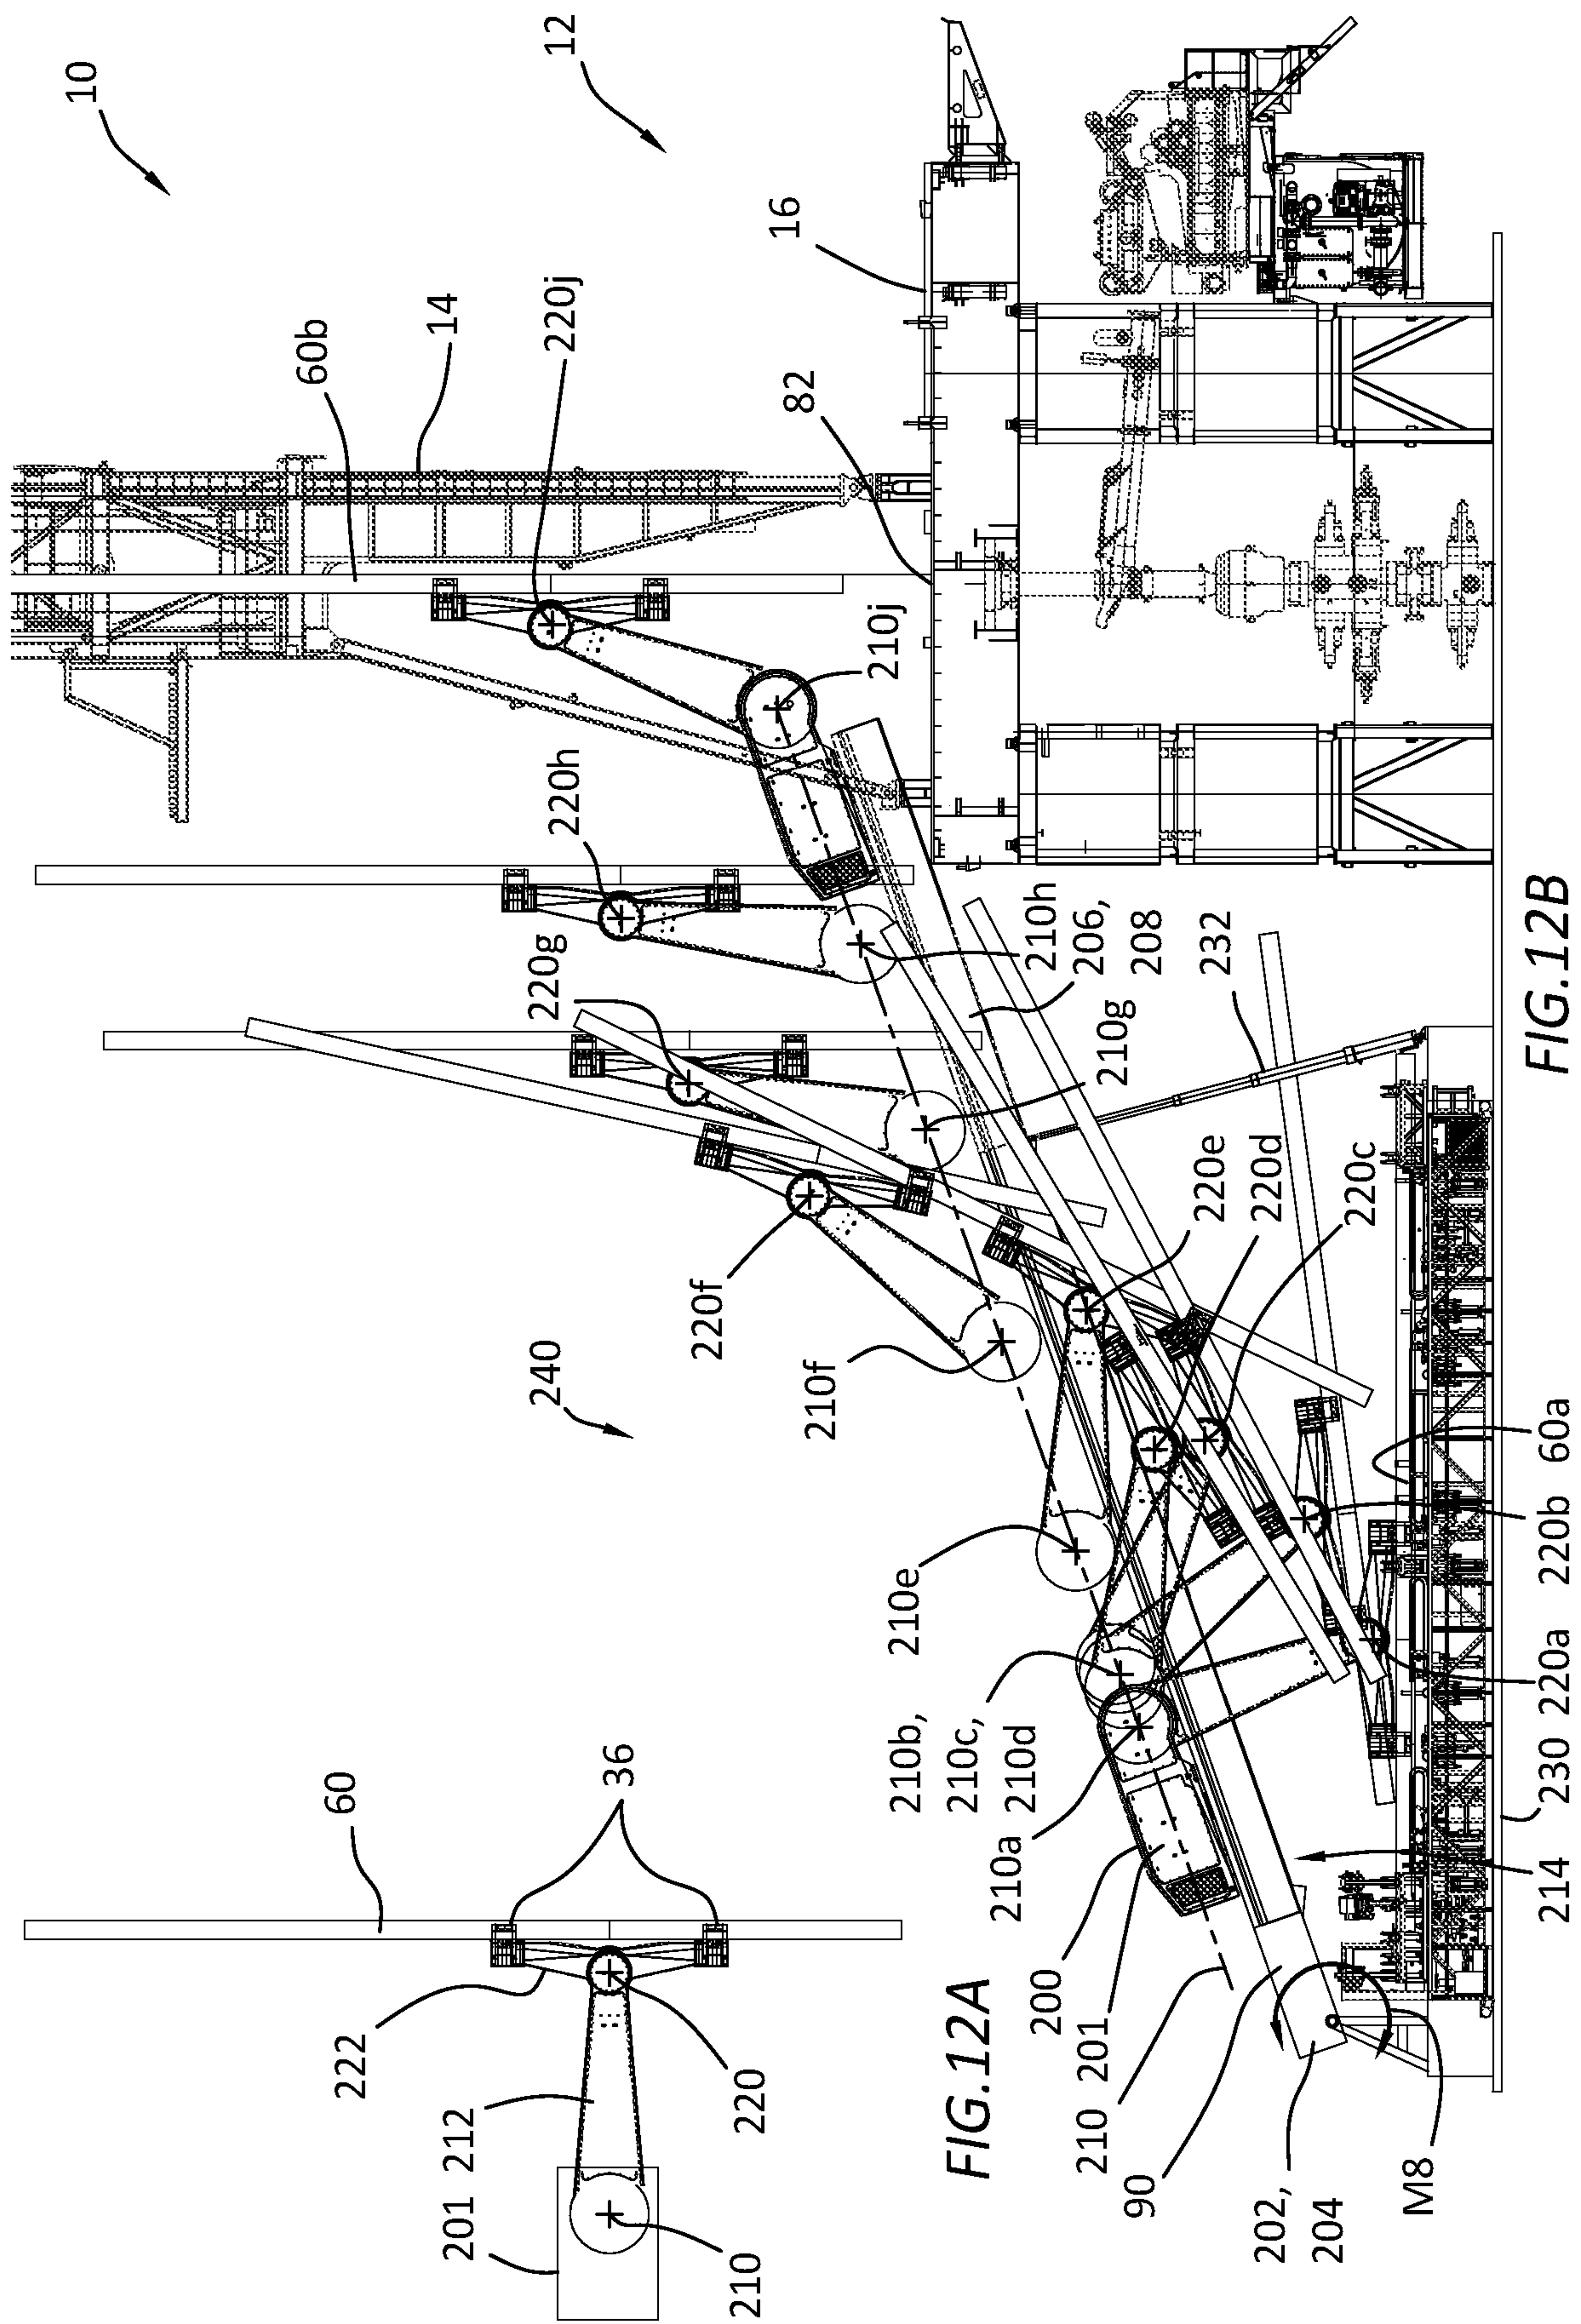 10
12
60b
14
220j
16
82
210j
220h
220g
210h
206,
208
210g
232
220f
240
210f
220e
220d
220c
210e
210b,
210c,
210d
210a
60a
220b
220a
230
214
60
36
222
201
212
220
210
FIG.12A
200
201
210
90
202,
204
M8
FIG.12B